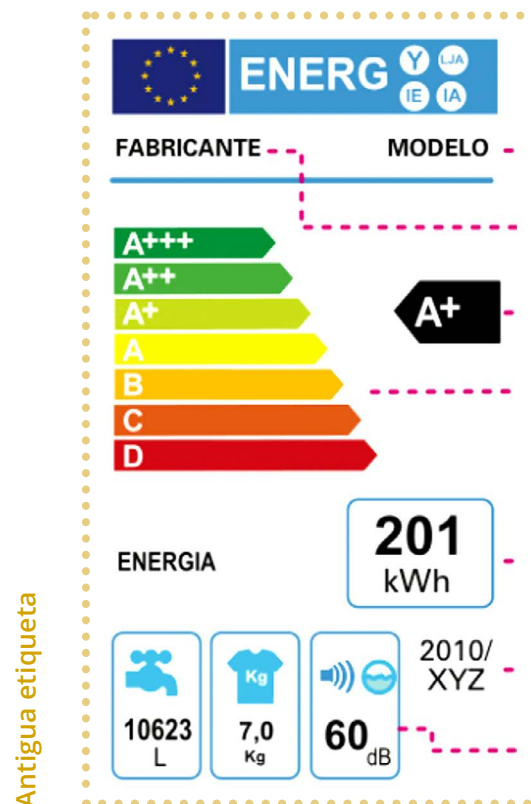 ENERG Y IJA
IE IA
FABRICANTE MODELO
A+++
A++
A+ A+
A
B
C
D
ENERGIA
201
kWh
2010/
XYZ
Kg
10623
L
7,0
Kg
60
dB
Antigua etiqueta